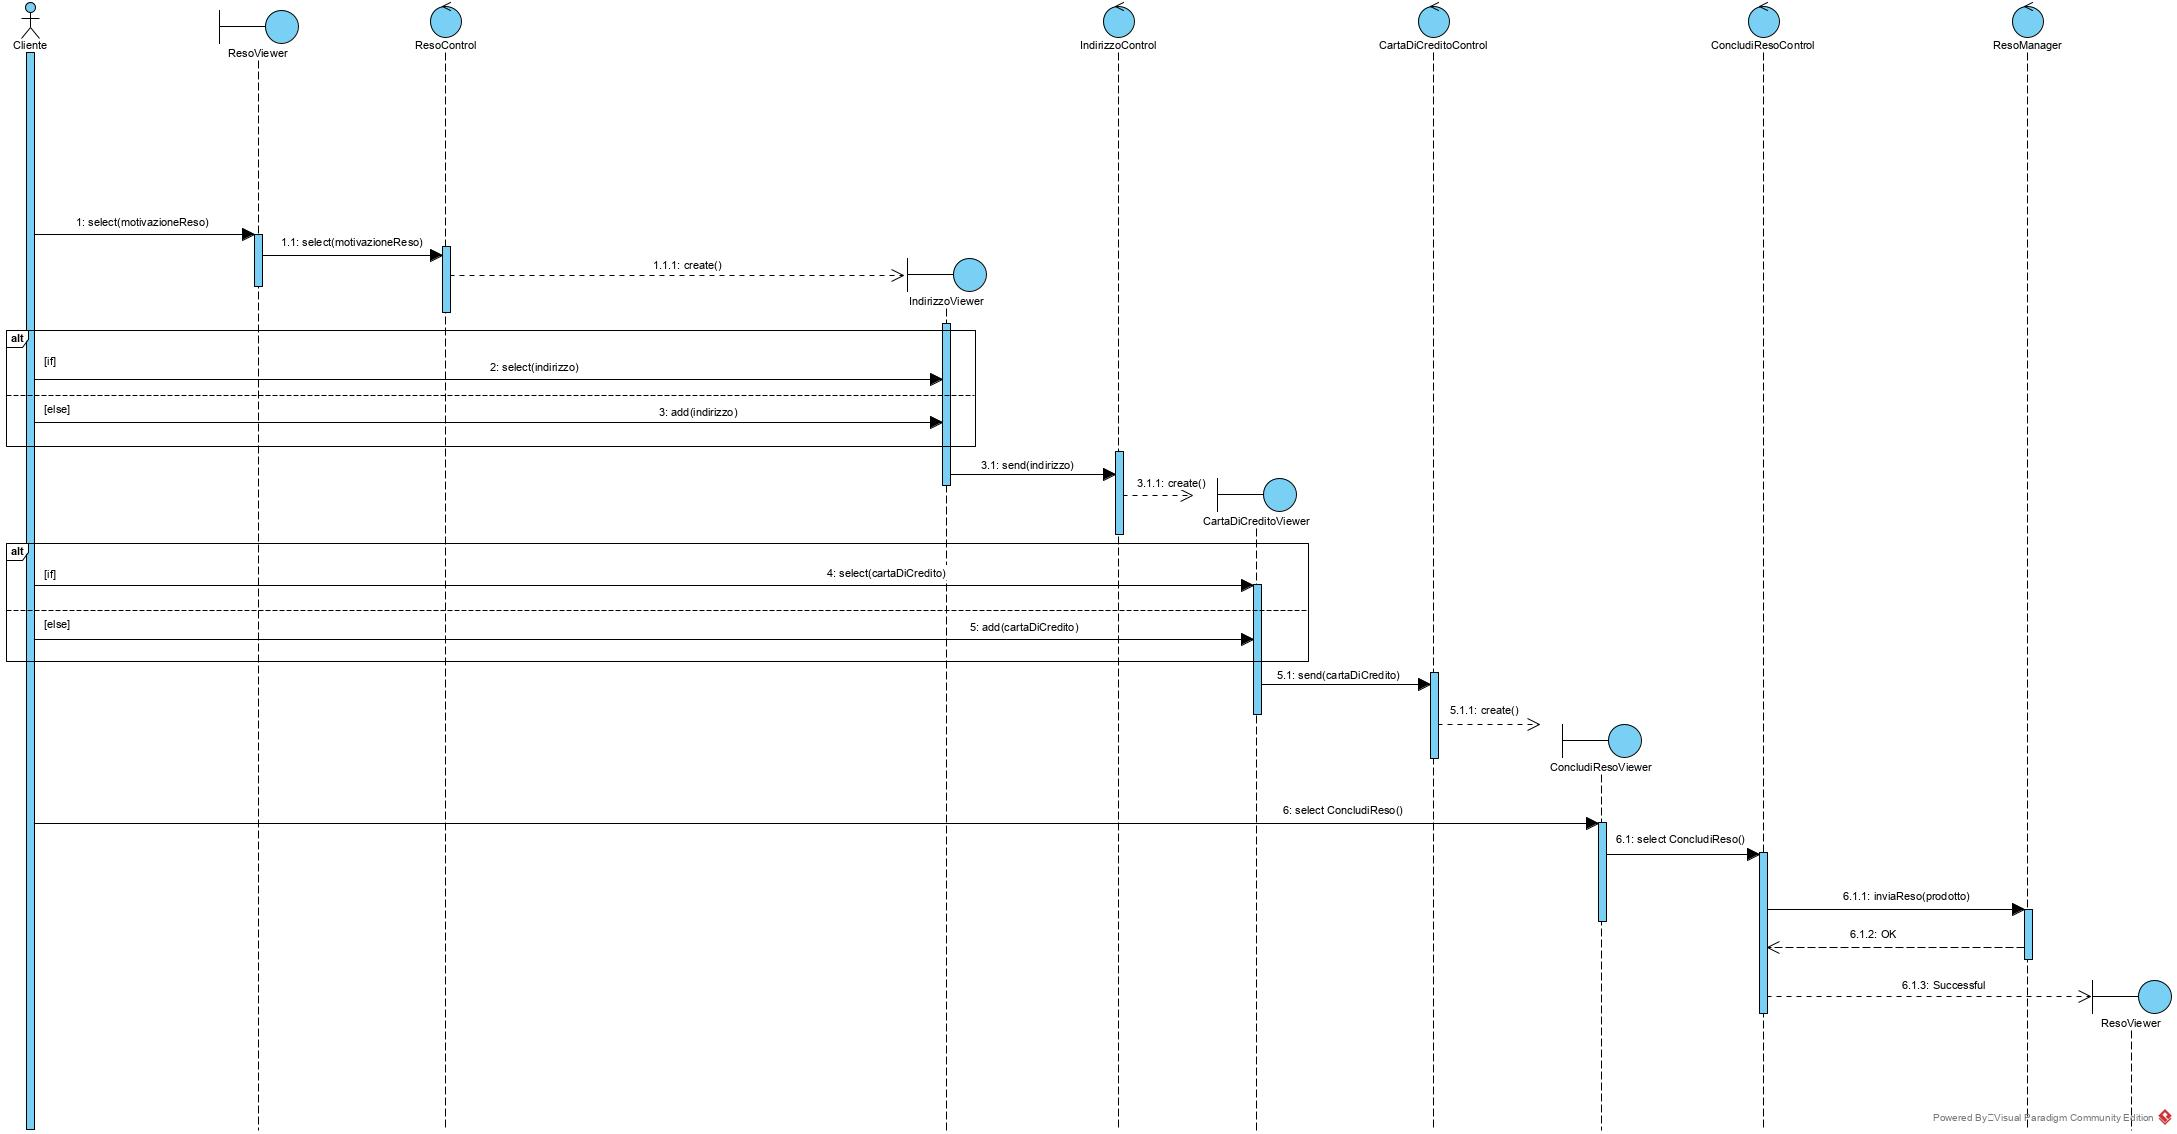 Cliente
ResoViewer
ResoControl
IndirizzoControl
CartaDiCreditoControl
ConcludiResoControl
ResoManager
1: select(motivazioneReso)
1.1: select(motivazioneReso)
1.1.1: create()
IndirizzoViewer
alt
[if]
2: select(indirizzo)
[else]
3: add(indirizzo)
3.1: send(indirizzo)
3.1.1: create()
CartaDiCreditoViewer
alt
[if]
4: select(cartaDiCredito)
[else]
5: add(cartaDiCredito)
5.1: send(cartaDiCredito)
5.1.1: create()
ConcludiResoViewer
6: select ConcludiReso()
6.1: select ConcludiReso()
6.1.1: inviaReso(prodotto)
6.1.2: OK
6.1.3: Successful
ResoViewer
Powered By Visual Paradigm Community Edition